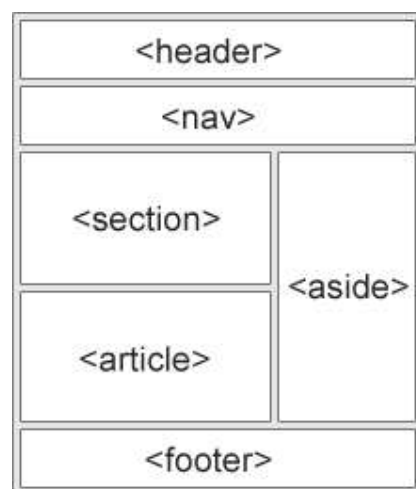 <header>
<nav>
<section>
<aside>
<article>
<footer>